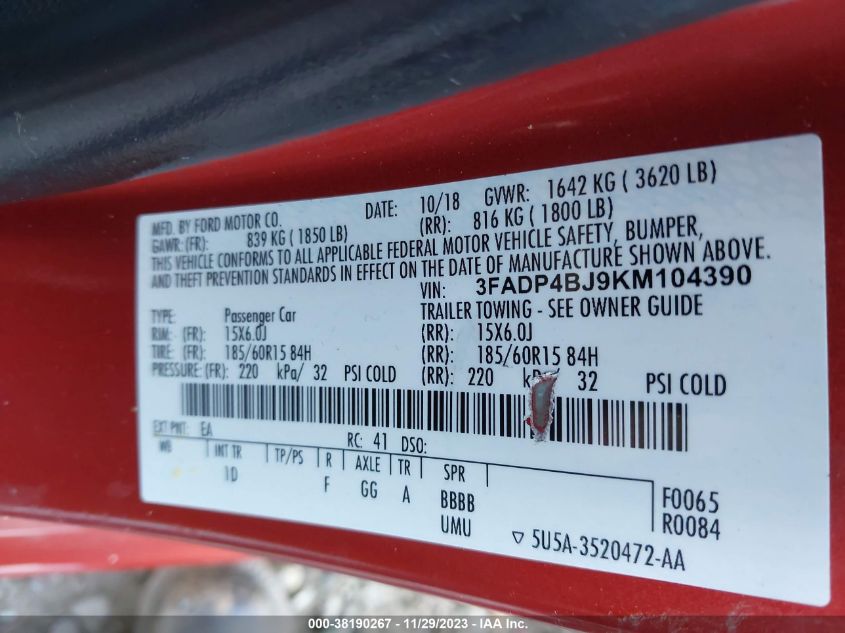 MFD. BY FORD MOTOR CO. DATE: 10/18 GVWR: 1642 KG ( 3620 LB)
GAWR: (FR): 839 KG ( 1850 LB) (RR): 816 KG ( 1800 LB)
THIS VEHICLE CONFORMS TO ALL APPLICABLE FEDERAL MOTOR VEHICLE SAFETY, BUMPER,
AND THEFT PREVENTION STANDARDS IN EFFECT ON THE DATE OF MANUFACTURE SHOWN ABOVE.
VIN: 3FADP4BJ9KM104390
TYPE: Passenger Car TRAILER TOWING - SEE OWNER GUIDE
RIM: (FR): 15X6.0J (RR): 15X6.0J
TIRE: (FR): 185/60R15 84H (RR): 185/60R15 84H
PRESSURE: (FR): 220 kPa/ 32 PSI COLD (RR): 220 32 PSI COLD
EXT PNT: EA RC: 41 DSO:
WB INT TR TP/PS R AXLE TR SPR
1D F GG A BBBB
UMU
F0065
R0084
▽ 5U5A-3520472-AA
000-38190267 - 11/29/2023 - IAA Inc.